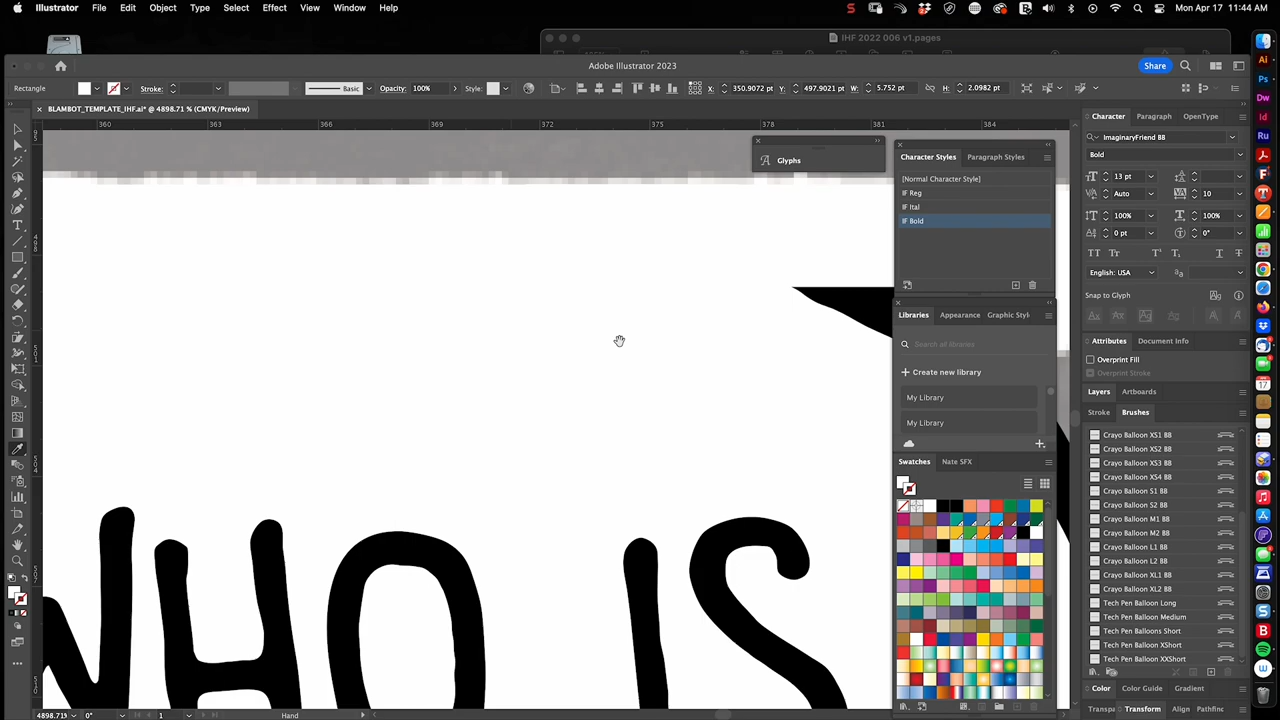 Illustrator File Edit Object Type Select Effect View Window Help
Mon Apr 17 11:44 AM
IHF 2022 006 v1.pages
Adobe Illustrator 2023
Share
Rectangle Stroke: Basic Opacity: 100% Style: X: 350.9072 pt Y: 497.9021 pt W: 5.752 pt H: 2.0982 pt
BLAMBOT_TEMPLATE_IHF.ai* @ 4898.71 % (CMYK/Preview)
360 363 366 369 372 375 378 381 384
Glyphs
Character Styles Paragraph Styles
[Normal Character Style]
IF Reg
IF Ital
IF Bold
Libraries Appearance Graphic Styl
Search all libraries
Create new library
My Library
My Library
Swatches Nate SFX
Character Paragraph OpenType
ImaginaryFriend BB
Bold
13 pt
Auto 10
100% 100%
0 pt 0°
English: USA
Snap to Glyph
Attributes Document Info
Overprint Fill
Overprint Stroke
Layers Artboards
Stroke Brushes
Crayo Balloon XS1 BB
Crayo Balloon XS2 BB
Crayo Balloon XS3 BB
Crayo Balloon XS4 BB
Crayo Balloon S1 BB
Crayo Balloon S2 BB
Crayo Balloon M1 BB
Crayo Balloon M2 BB
Crayo Balloon L1 BB
Crayo Balloon L2 BB
Crayo Balloon XL1 BB
Crayo Balloon XL2 BB
Tech Pen Balloon Long
Tech Pen Balloon Medium
Tech Pen Balloons Short
Tech Pen Balloon XShort
Tech Pen Balloon XXShort
Color Color Guide Gradient
Transpa Transform Align Pathfinc
WHO IS
4898.71% 0° 1 Hand